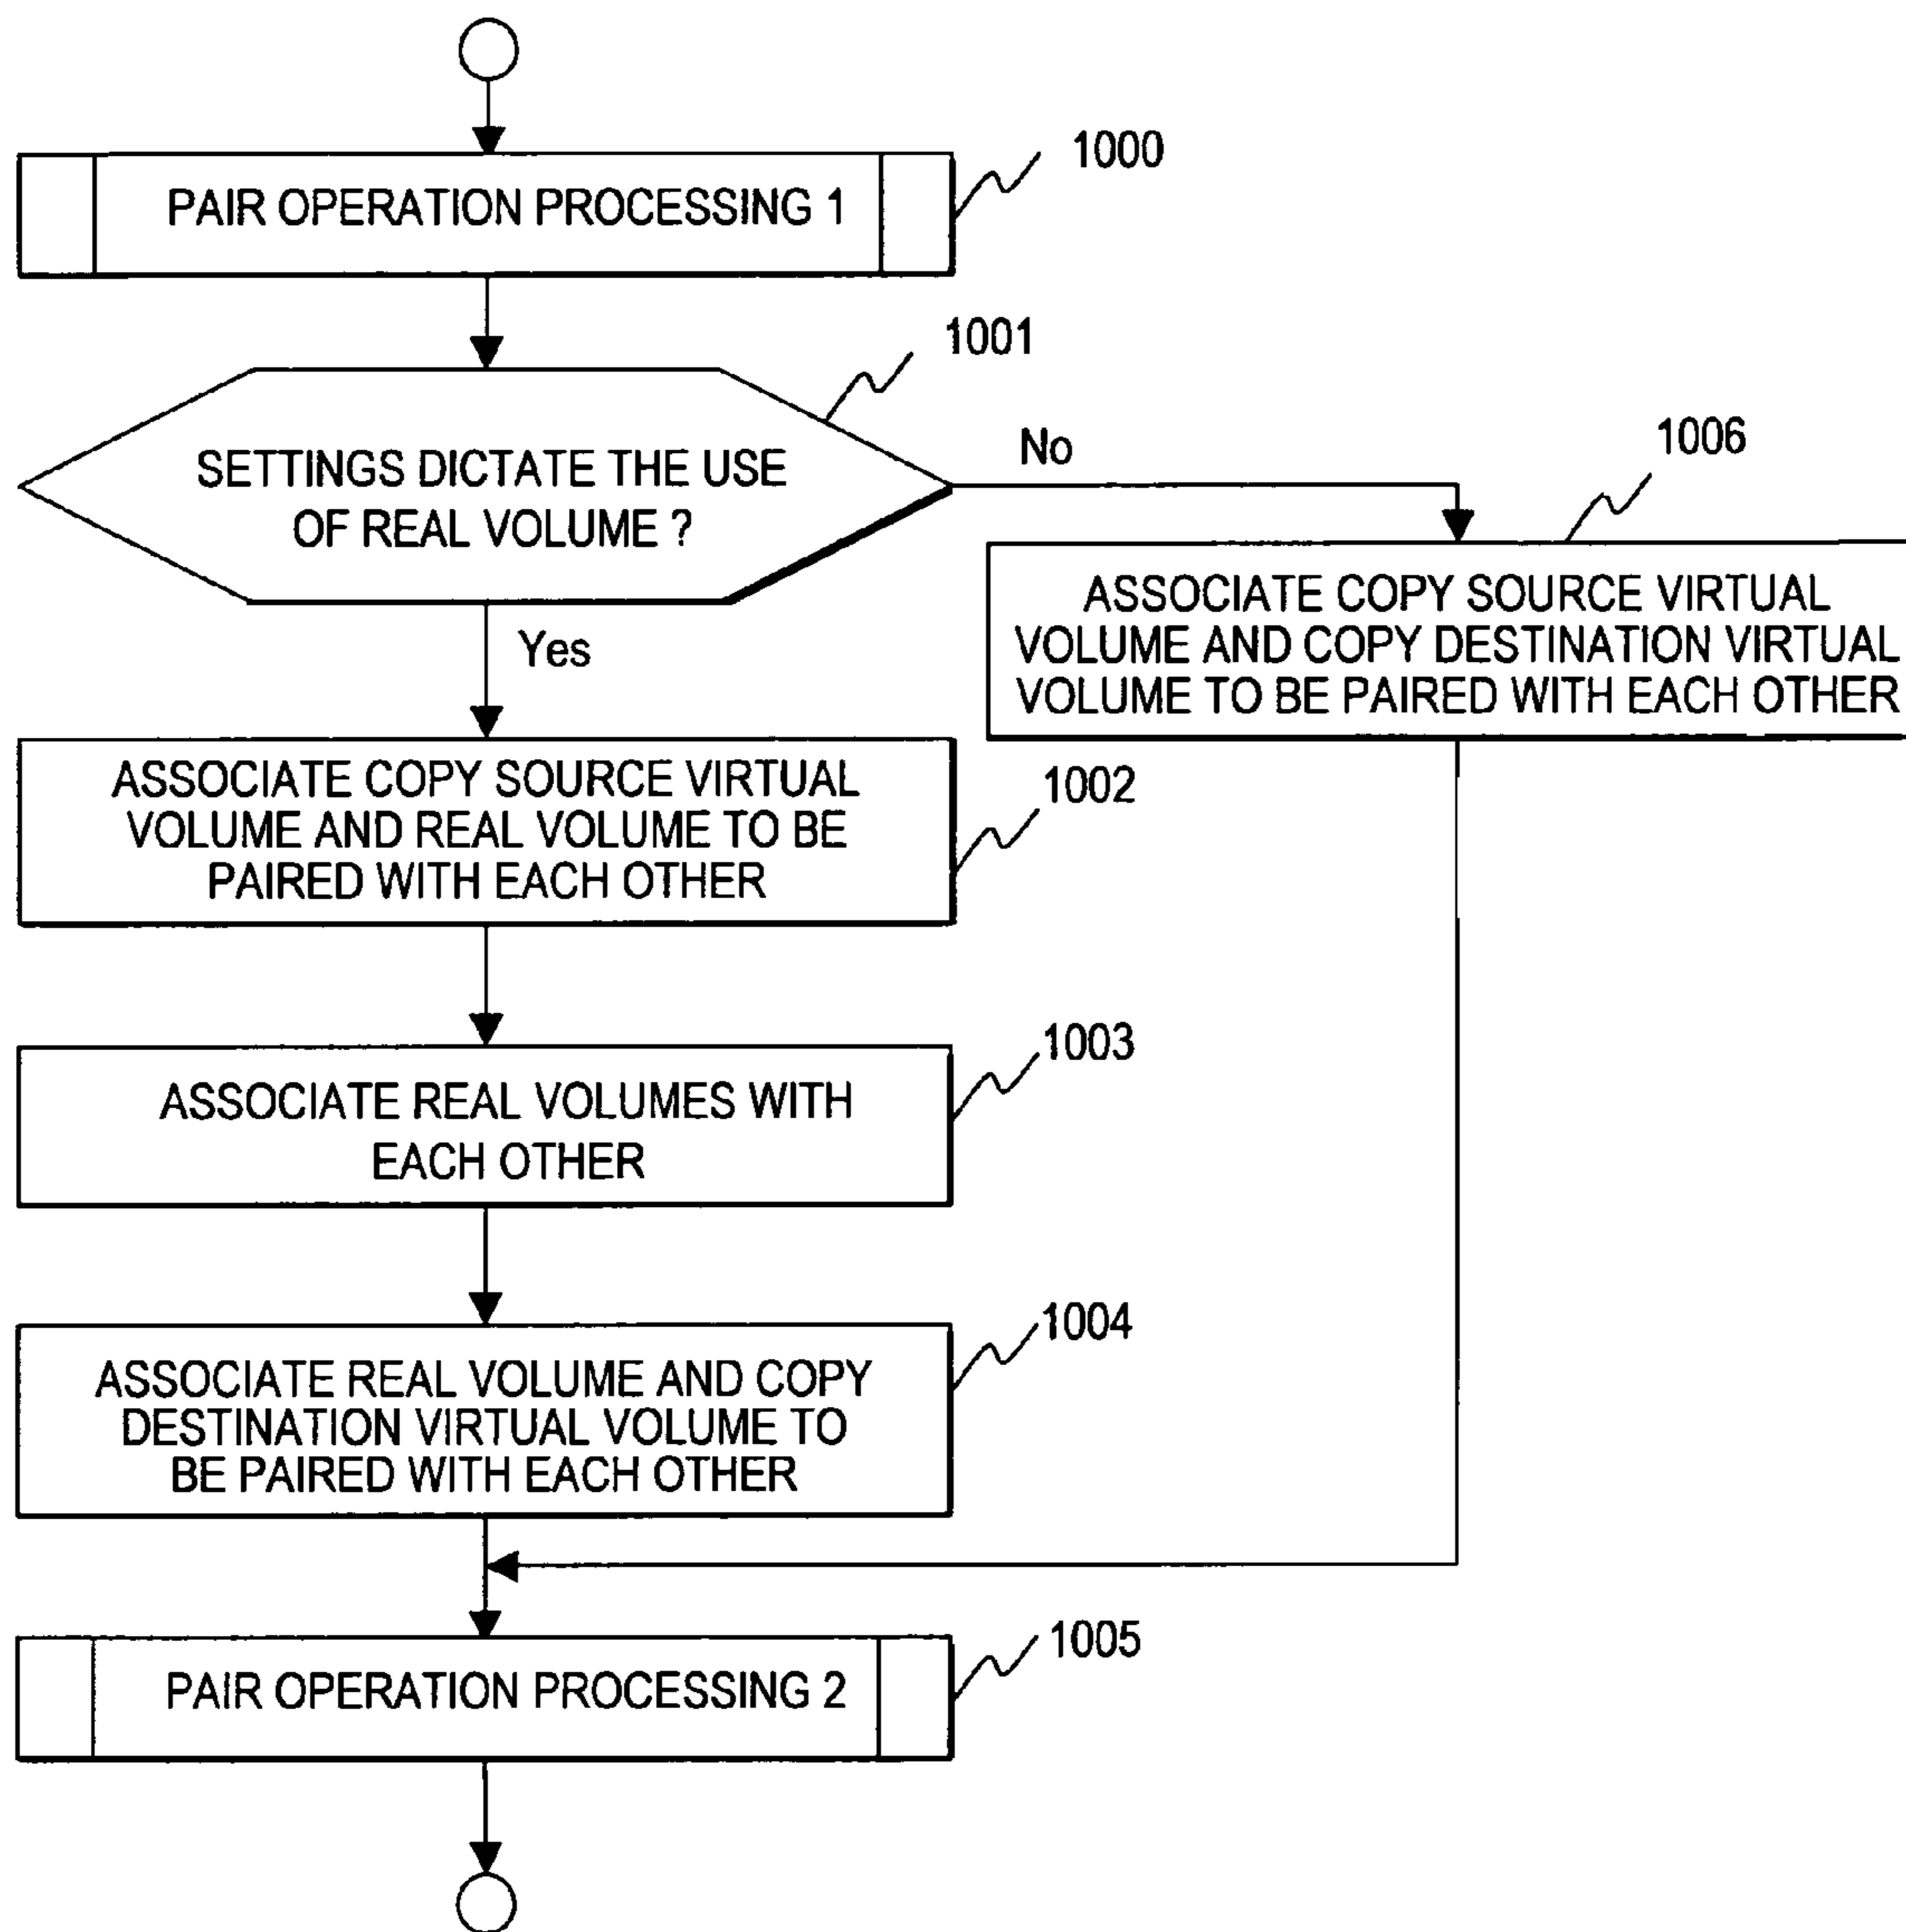 1000
PAIR OPERATION PROCESSING 1
1001
SETTINGS DICTATE THE USE
OF REAL VOLUME ?
No
Yes
1006
ASSOCIATE COPY SOURCE VIRTUAL
VOLUME AND COPY DESTINATION VIRTUAL
VOLUME TO BE PAIRED WITH EACH OTHER
1002
ASSOCIATE COPY SOURCE VIRTUAL
VOLUME AND REAL VOLUME TO BE
PAIRED WITH EACH OTHER
1003
ASSOCIATE REAL VOLUMES WITH
EACH OTHER
1004
ASSOCIATE REAL VOLUME AND COPY
DESTINATION VIRTUAL VOLUME TO
BE PAIRED WITH EACH OTHER
1005
PAIR OPERATION PROCESSING 2